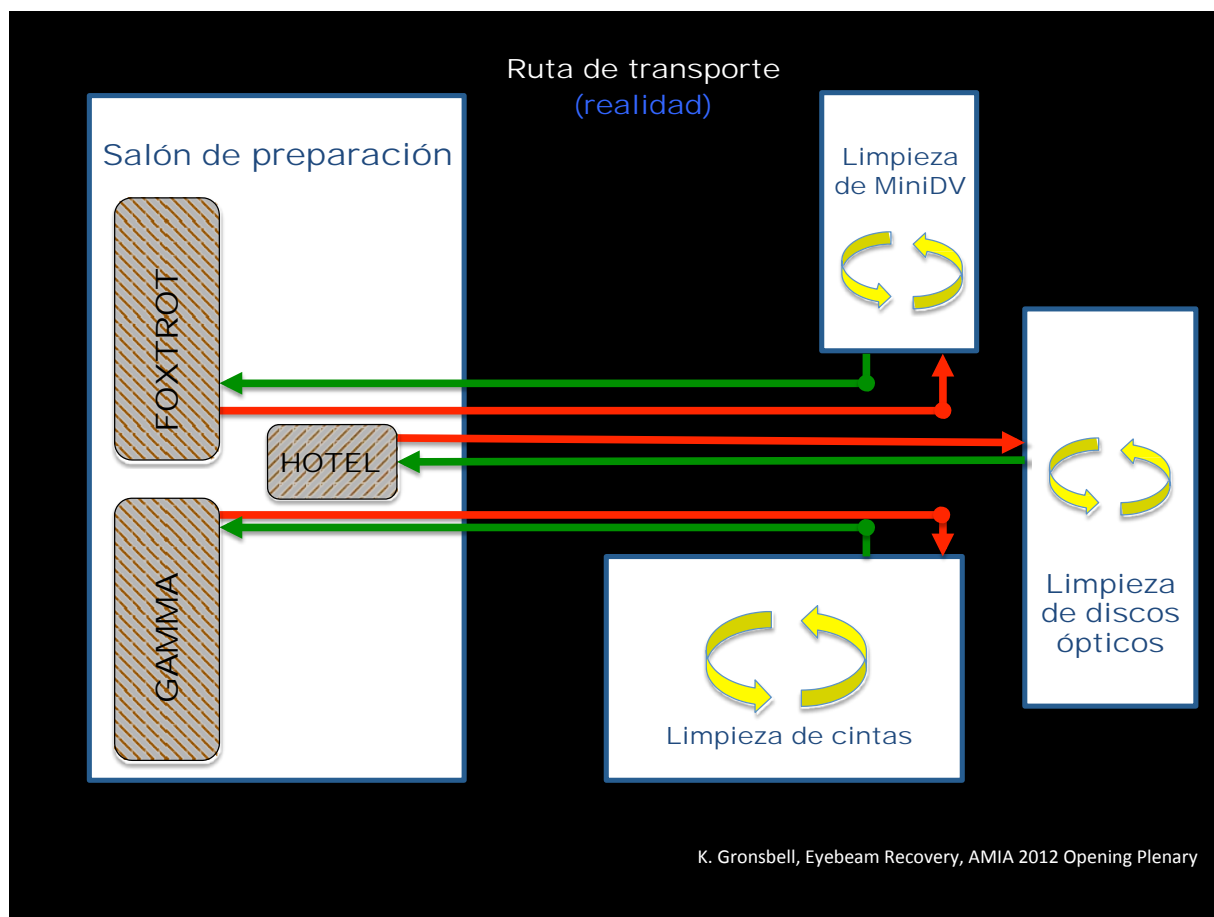 Ruta de transporte
(realidad)
Salón de preparación
FOXTROT
HOTEL
GAMMA
Limpieza
de MiniDV
Limpieza
de discos
ópticos
Limpieza de cintas
K. Gronsbell, Eyebeam Recovery, AMIA 2012 Opening Plenary